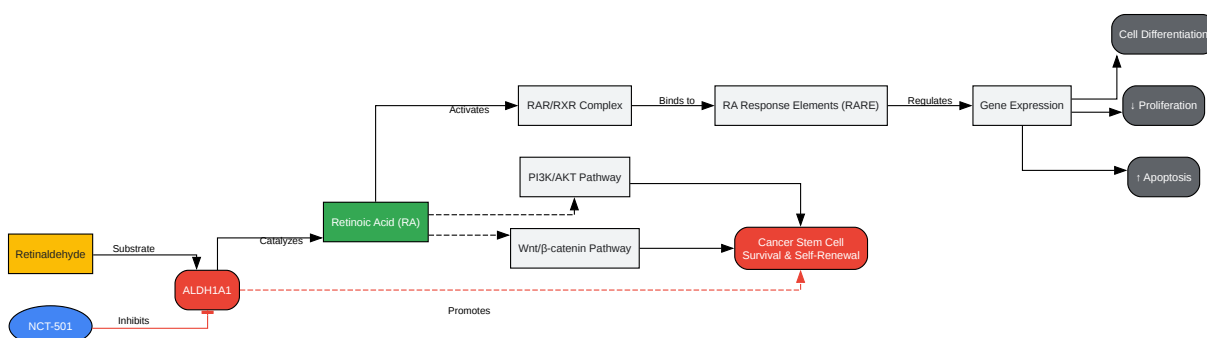 Cell Differentiation
Activates
RAR/RXR Complex
Binds to
RA Response Elements (RARE)
Regulates
Gene Expression
↓ Proliferation
PI3K/AKT Pathway
↑ Apoptosis
Retinoic Acid (RA)
Retinaldehyde
Substrate
Catalyzes
Wnt/β-catenin Pathway
Cancer Stem Cell
Survival & Self-Renewal
ALDH1A1
Promotes
NCT-501
Inhibits